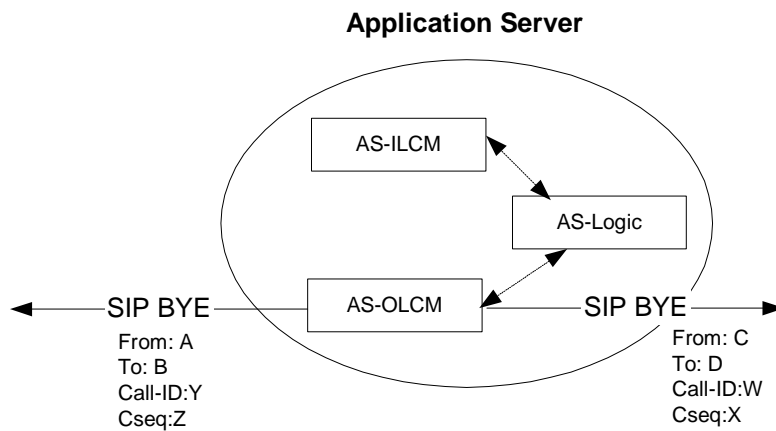 Application Server
AS-ILCM
AS-Logic
AS-OLCM
SIP BYE
From: A
To: B
Call-ID:Y
Cseq:Z
SIP BYE
From: C
To: D
Call-ID:W
Cseq:X